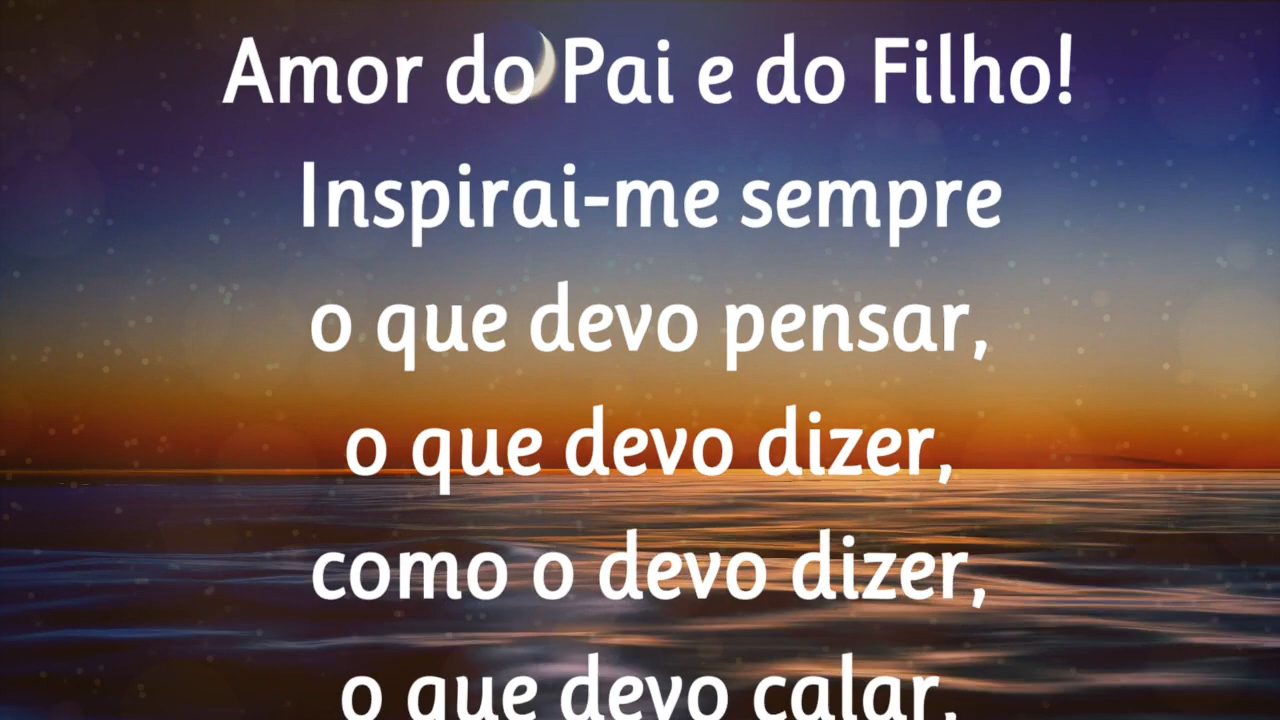 Amor do Pai e do Filho!
Inspirai-me sempre
o que devo pensar,
o que devo dizer,
como o devo dizer,
o que devo calar,